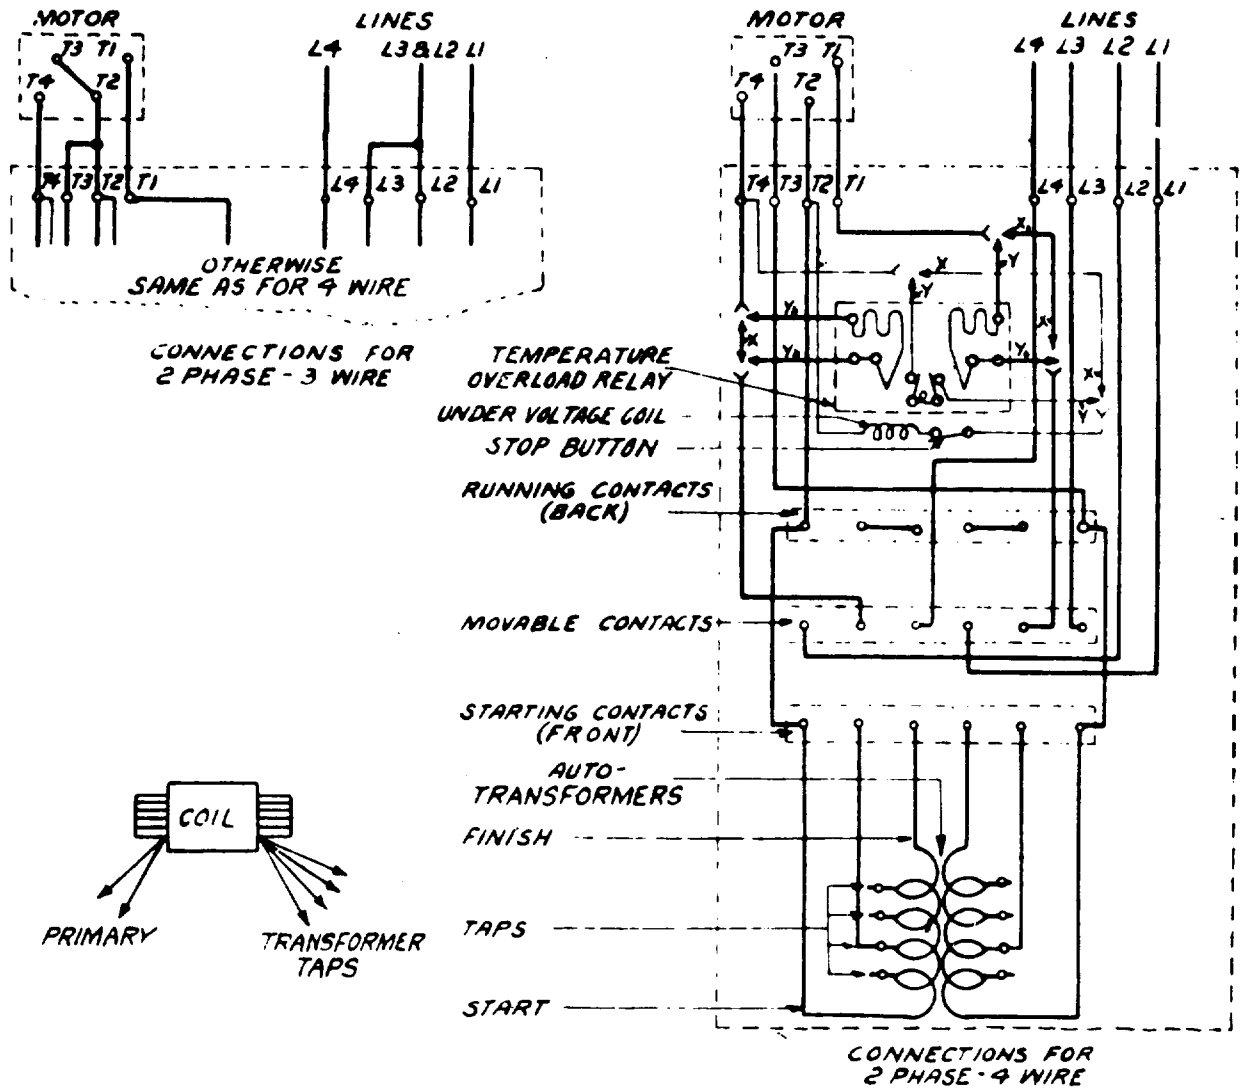 MOTOR
LINES
T3 T1
L4 L3&L2 L1
T4
T2
T4 T3 T2 T1
L4 L3 L2 L1
OTHERWISE
SAME AS FOR 4 WIRE
CONNECTIONS FOR
2 PHASE - 3 WIRE
MOTOR
LINES
L4 L3 L2 L1
T3 T1
T4
T2
T4 T3 T2 T1
L4 L3 L2 L1
X
Y
X
Y
Y
X
X
Y
Y
X
Y Y
TEMPERATURE
OVERLOAD RELAY
UNDER VOLTAGE COIL
STOP BUTTON
RUNNING CONTACTS
(BACK)
MOVABLE CONTACTS
STARTING CONTACTS
(FRONT)
AUTO-
TRANSFORMERS
FINISH
TAPS
START
COIL
PRIMARY
TRANSFORMER
TAPS
CONNECTIONS FOR
2 PHASE - 4 WIRE